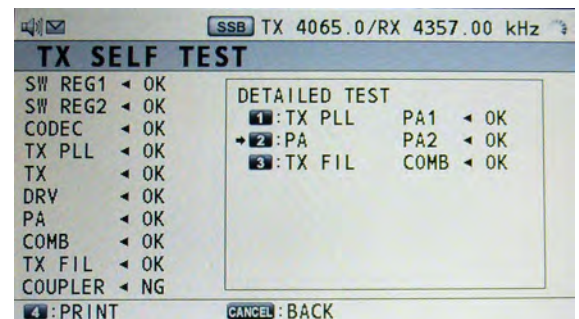 SSB TX 4065.0/RX 4357.00 kHz
TX SELF TEST
SW REG1 ◄ OK
SW REG2 ◄ OK
CODEC ◄ OK
TX PLL ◄ OK
TX ◄ OK
DRV ◄ OK
PA ◄ OK
COMB ◄ OK
TX FIL ◄ OK
COUPLER ◄ NG
DETAILED TEST
1:TX PLL PA1 ◄ OK
→2:PA PA2 ◄ OK
3:TX FIL COMB ◄ OK
4:PRINT CANCEL:BACK